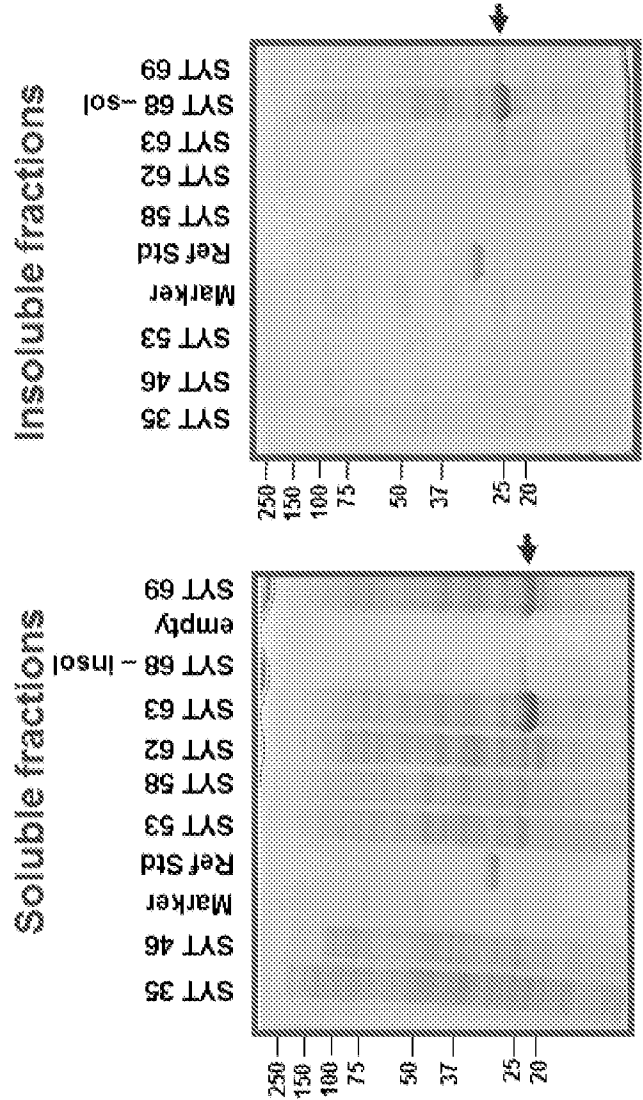 Soluble fractions
SYT 35
SYT 46
Marker
Ref Std
SYT 53
SYT 58
SYT 62
SYT 63
SYT 68 – insol
empty
SYT 69
250
150
100
75
50
37
25
20
Insoluble fractions
SYT 35
SYT 46
SYT 53
Marker
Ref Std
SYT 58
SYT 62
SYT 63
SYT 68 –sol
SYT 69
250
150
100
75
50
37
25
20